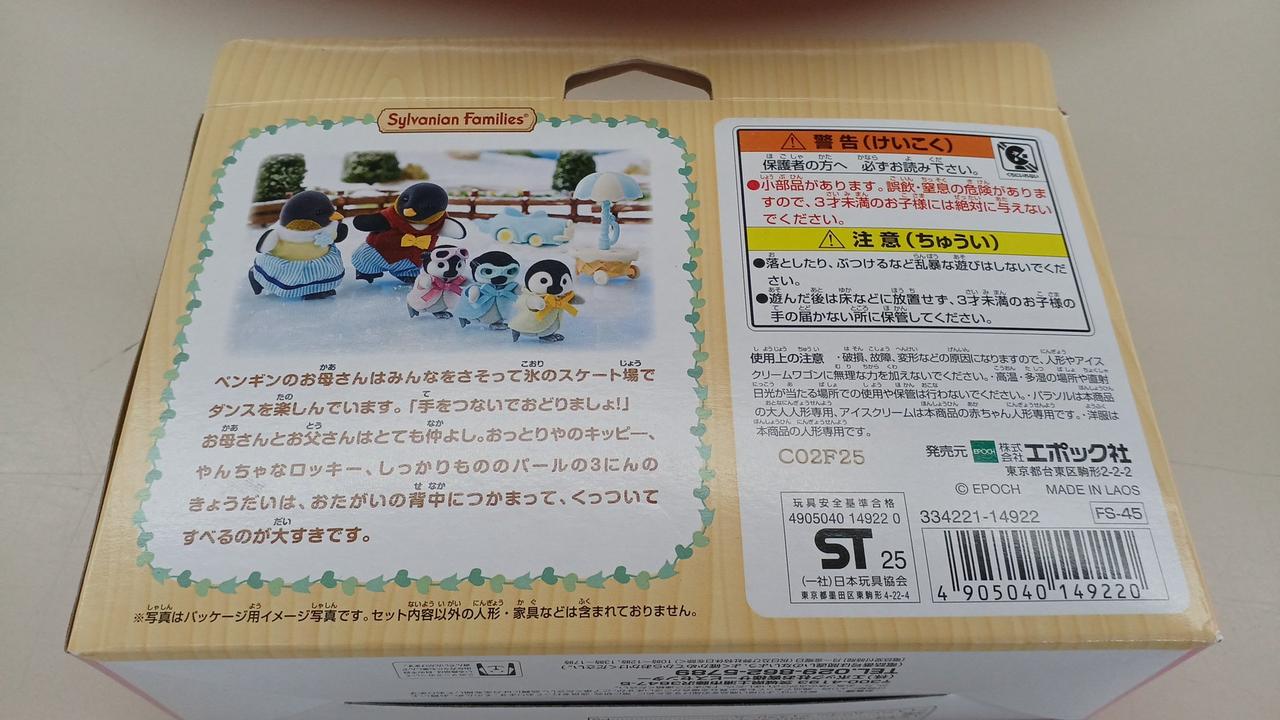 Sylvanian Families®
ペンギンのお母さんはみんなをさそって氷のスケート場で
ダンスを楽しんでいます。「手をつないでおどりましょ!」
お母さんとお父さんはとても仲よし。おっとりやのキッピー、
やんちゃなロッキー、しっかりもののパールの3にんの
きょうだいは、おたがいの背中につかまって、くっついて
すべるのが大すきです。
※写真はパッケージ用イメージ写真です。セット内容以外の人形・家具などは含まれておりません。
警告(けいこく)
保護者の方へ 必ずお読み下さい。
●小部品があります。誤飲・窒息の危険がありま
すので、3才未満のお子様には絶対に与えない
でください。
注意(ちゅうい)
●落としたり、ぶつけるなど乱暴な遊びはしないでくだ
さい。
●遊んだ後は床などに放置せず、3才未満のお子様の
手の届かない所に保管してください。
使用上の注意 ・破損、故障、変形などの原因になりますので、人形やアイス
クリームワゴンに無理な力を加えないでください。・高温・多湿の場所や直射
日光が当たる場所での使用や保管は行わないでください。・パラソルは本商品
の大人人形専用、アイスクリームは本商品の赤ちゃん人形専用です。・洋服は
本商品の人形専用です。
C02F25
発売元 EPOCH 株式会社エポック社
東京都台東区駒形2-2-2
© EPOCH MADE IN LAOS
玩具安全基準合格
4905040 14922 0
ST 25
(一社)日本玩具協会
東京都墨田区東駒形4-22-4
334221-14922 FS-45
4 905040 149220
TEL.029-862-57
(株)エポック社お客様サービスセンター